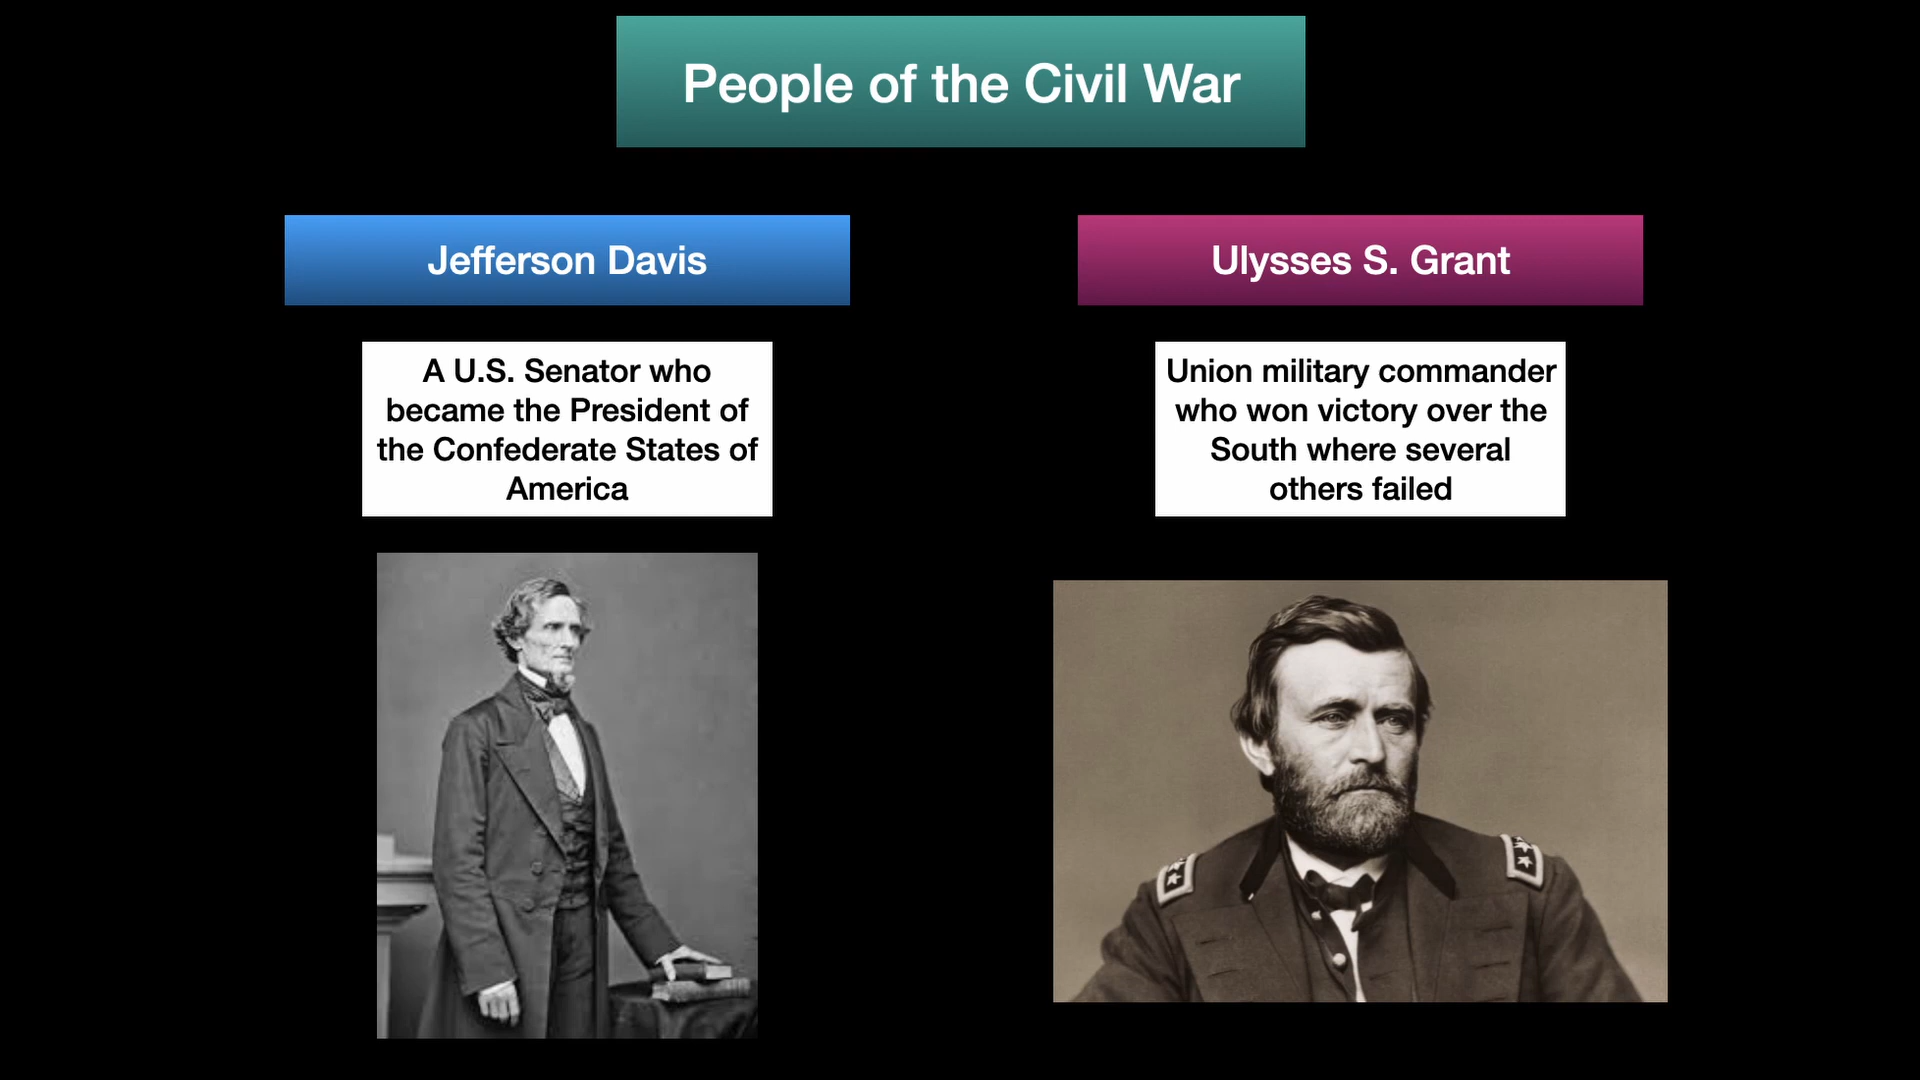 People of the Civil War
Jefferson Davis
A U.S. Senator who
became the President of
the Confederate States of
America
Ulysses S. Grant
Union military commander
who won victory over the
South where several
others failed